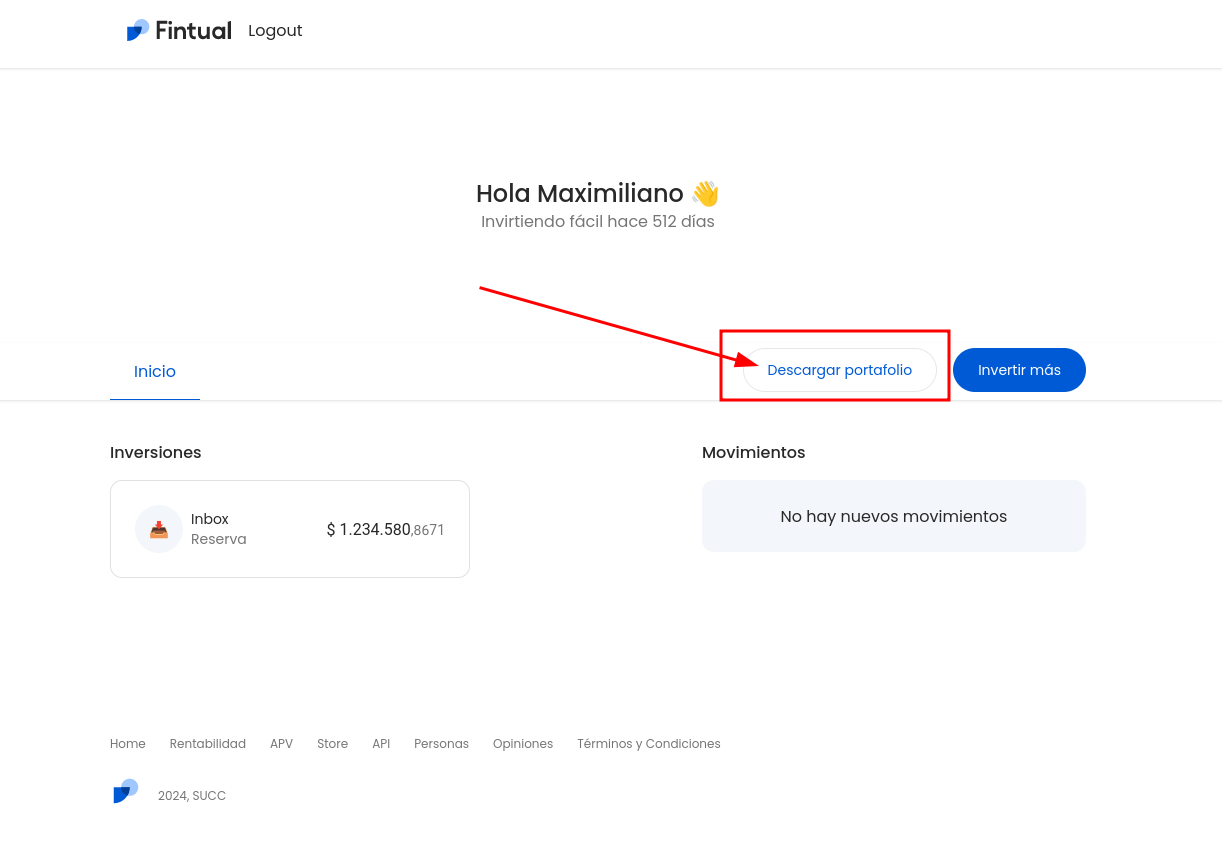 Fintual Logout
Hola Maximiliano 👋
Invirtiendo fácil hace 512 días
Inicio Descargar portafolio Invertir más
Inversiones
Inbox
Reserva
$ 1.234.580,8671
Movimientos
No hay nuevos movimientos
Home Rentabilidad APV Store API Personas Opiniones Términos y Condiciones
2024, SUCC